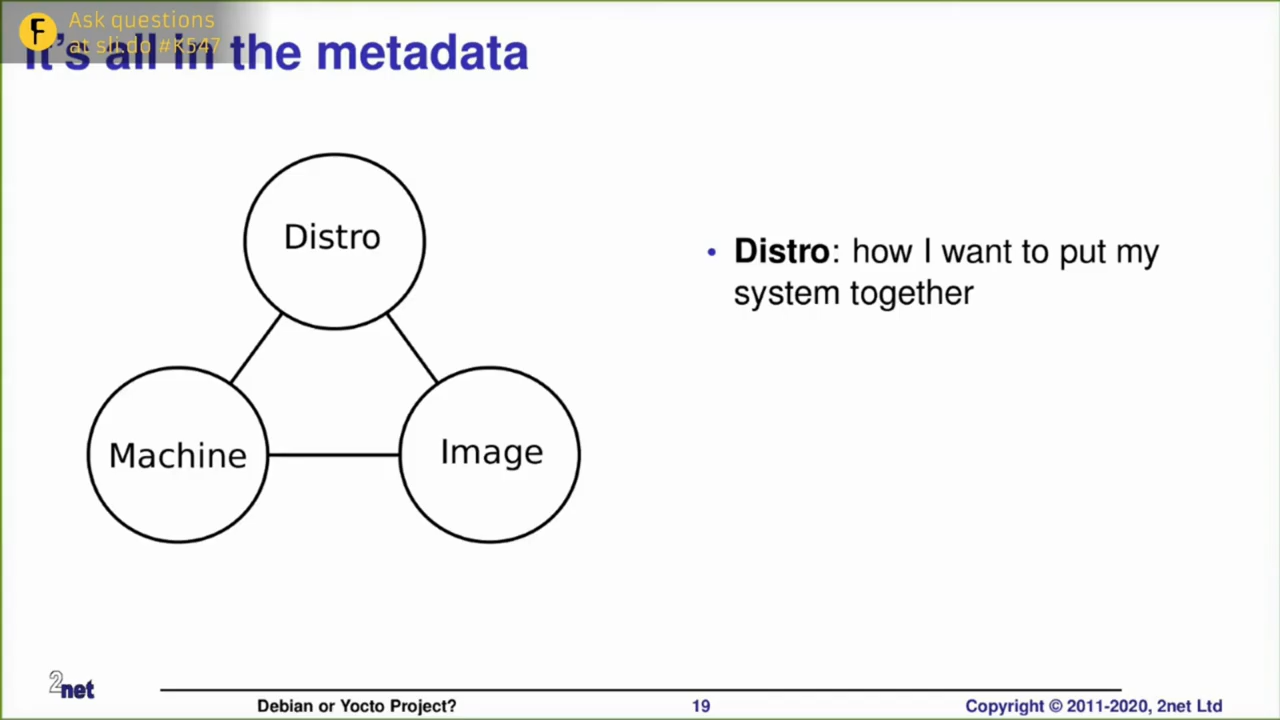 Ask questions
at sli.do #K547
It's all in the metadata
Distro
Machine
Image
• Distro: how I want to put my
system together
2net
Debian or Yocto Project?
19
Copyright © 2011-2020, 2net Ltd